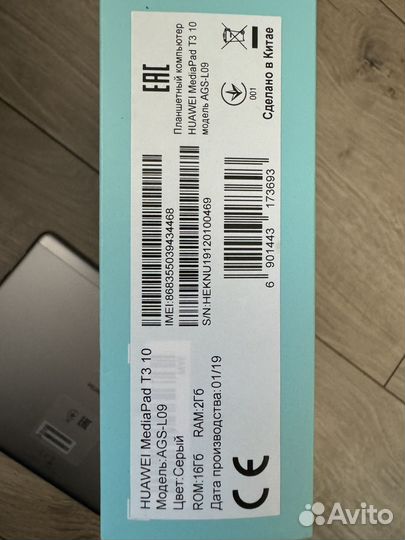 HUAWEI MediaPad T3 10
Модель:AGS-L09
Цвет:Серый
ROM:16Гб RAM:2Гб
Дата производства:01/19
IMEI:868355039434468
S/N:HEKNU19120100469
6 901443 173693
EAC
Планшетный компьютер
HUAWEI MediaPad T3 10
модель AGS-L09
001
Сделано в Китае
CE
Avito